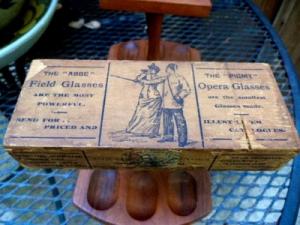 THE "ABBE"
Field Glasses
ARE THE MOST
POWERFUL.
SEND FOR
PRICED AND
THE "PIGMY"
Opera Glasses
are the smallest
Glasses made.
ILLUST
CATALOGUES.